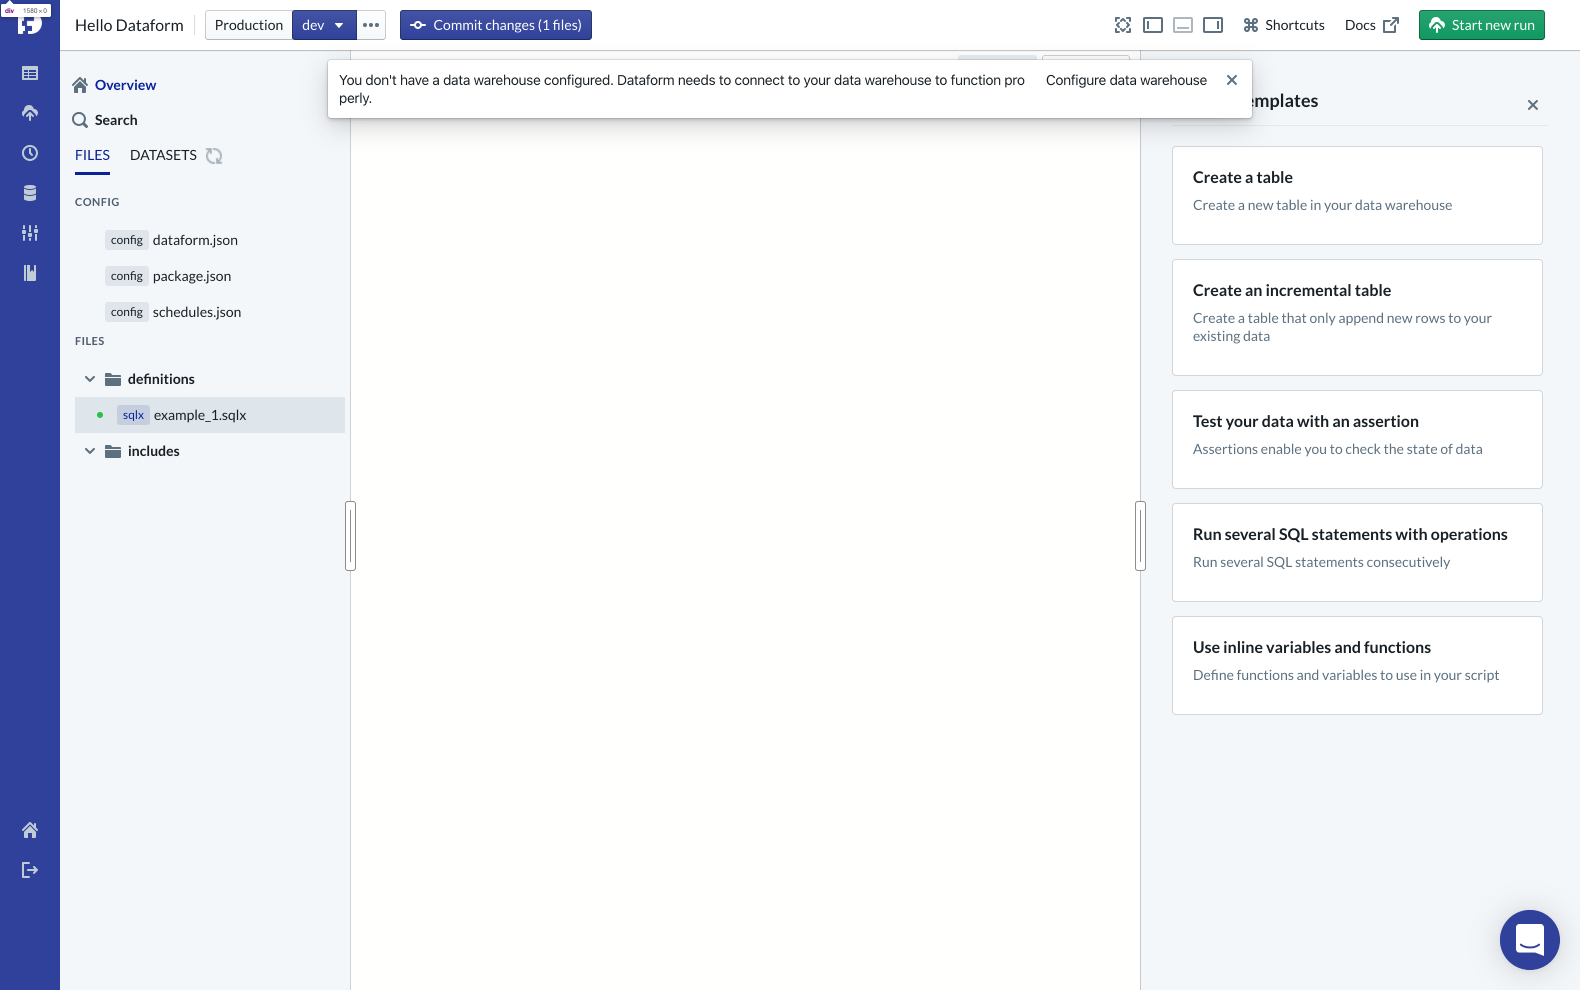 div 1580 × 0
Hello Dataform
Production
dev
Commit changes (1 files)
Shortcuts
Docs
Start new run
You don't have a data warehouse configured. Dataform needs to connect to your data warehouse to function pro
perly.
Configure data warehouse
Overview
Search
FILES
DATASETS
CONFIG
config dataform.json
config package.json
config schedules.json
FILES
definitions
sqlx example_1.sqlx
includes
emplates
Create a table
Create a new table in your data warehouse
Create an incremental table
Create a table that only append new rows to your
existing data
Test your data with an assertion
Assertions enable you to check the state of data
Run several SQL statements with operations
Run several SQL statements consecutively
Use inline variables and functions
Define functions and variables to use in your script